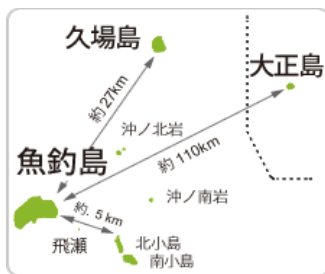 久場島
大正島
約27km
沖ノ北岩
約110km
魚釣島
沖ノ南岩
約. 5 km
飛瀬
北小島
南小島